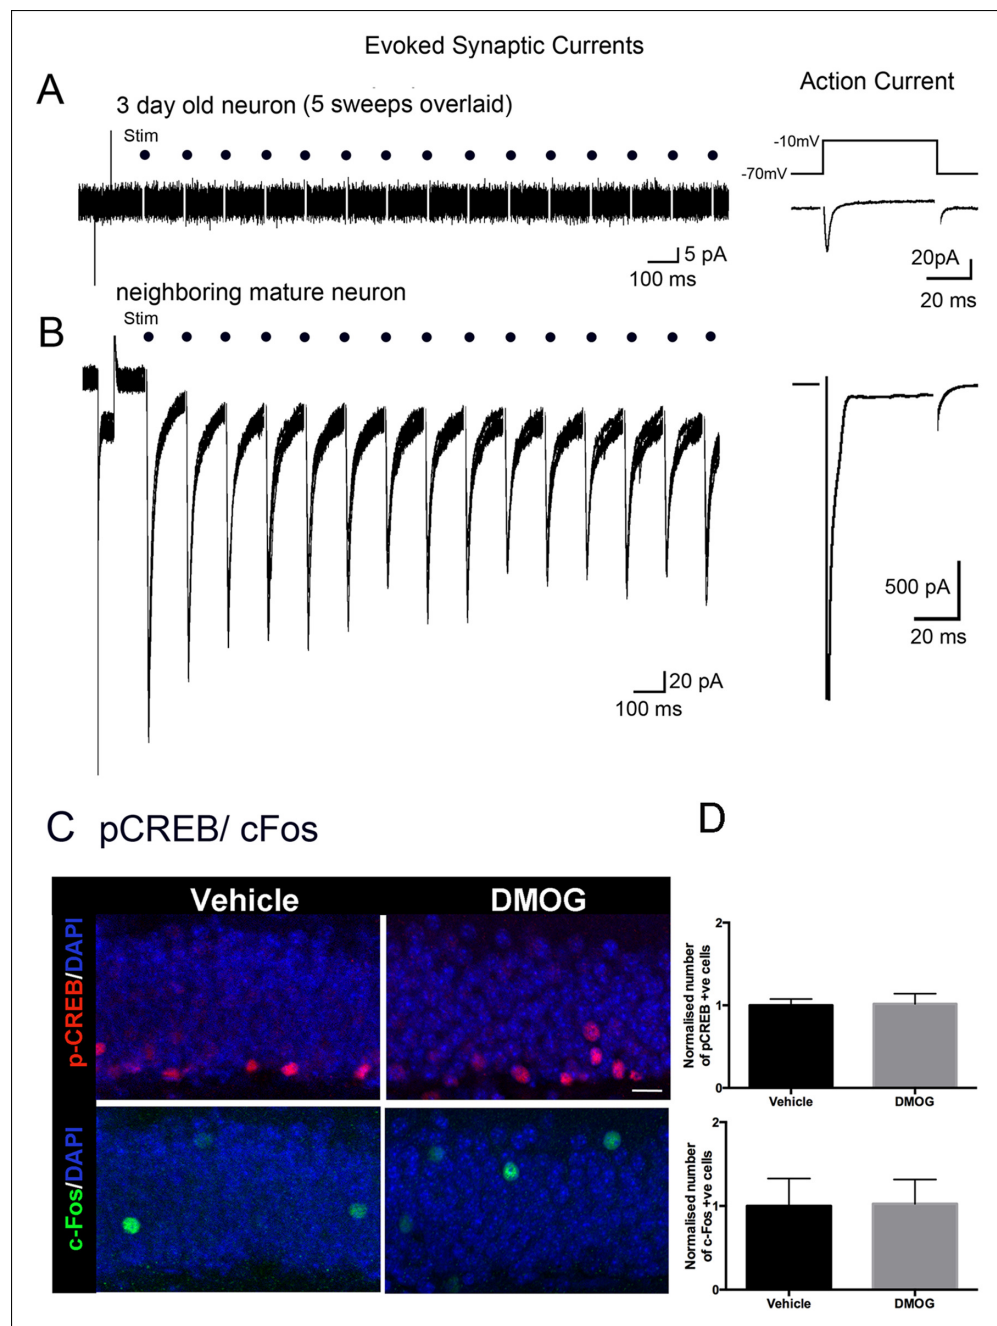 Evoked Synaptic Currents
A
3 day old neuron (5 sweeps overlaid)
Stim
5 pA
100 ms
Action Current
-10mV
-70mV
20pA
20 ms
B
neighboring mature neuron
Stim
20 pA
100 ms
500 pA
20 ms
C pCREB/ cFos
Vehicle
DMOG
p-CREB/DAPI
c-Fos/DAPI
D
Normalised number
of pCREB +ve cells
2
1
0
Vehicle
DMOG
Normalised number
of c-Fos +ve cells
2
1
0
Vehicle
DMOG